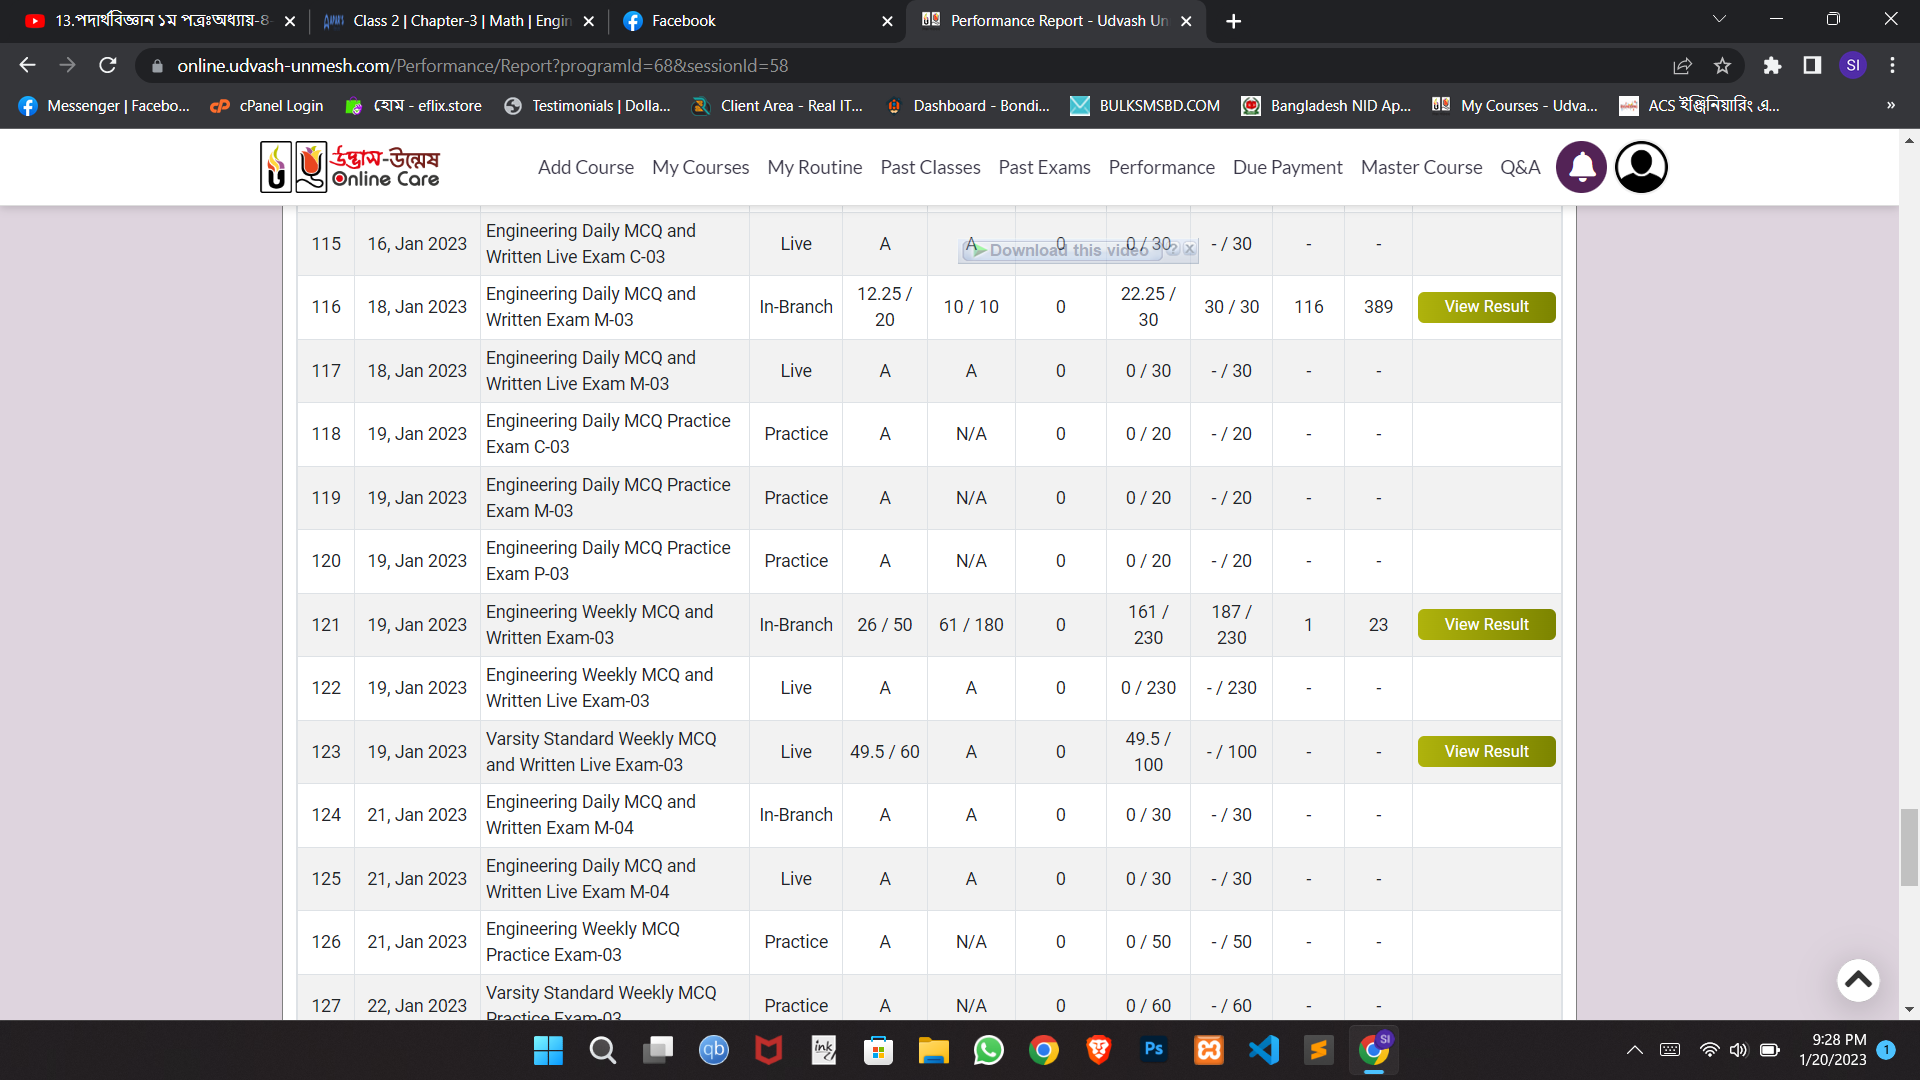 13.পদার্থবিজ্ঞান ১ম পত্রঃঅধ্যায়-8- Class 2 | Chapter-3 | Math | Engin Facebook Performance Report - Udvash Un
online.udvash-unmesh.com/Performance/Report?programId=68&sessionId=58 SI
Messenger | Facebo... cPanel Login হোম - eflix.store Testimonials | Dolla... Client Area - Real IT... Dashboard - Bondi... BULKSMSBD.COM Bangladesh NID Ap... My Courses - Udva... ACS ইঞ্জিনিয়ারিং এ... »
উদ্ভাস-উন্মেষ
Online Care
Add Course My Courses My Routine Past Classes Past Exams Performance Due Payment Master Course Q&A
115 16, Jan 2023 Engineering Daily MCQ and Written Live Exam C-03 Live A A 0 0 / 30 - / 30 - -
Download this video ? X
116 18, Jan 2023 Engineering Daily MCQ and Written Exam M-03 In-Branch 12.25 / 20 10 / 10 0 22.25 / 30 30 / 30 116 389 View Result
117 18, Jan 2023 Engineering Daily MCQ and Written Live Exam M-03 Live A A 0 0 / 30 - / 30 - -
118 19, Jan 2023 Engineering Daily MCQ Practice Exam C-03 Practice A N/A 0 0 / 20 - / 20 - -
119 19, Jan 2023 Engineering Daily MCQ Practice Exam M-03 Practice A N/A 0 0 / 20 - / 20 - -
120 19, Jan 2023 Engineering Daily MCQ Practice Exam P-03 Practice A N/A 0 0 / 20 - / 20 - -
121 19, Jan 2023 Engineering Weekly MCQ and Written Exam-03 In-Branch 26 / 50 61 / 180 0 161 / 230 187 / 230 1 23 View Result
122 19, Jan 2023 Engineering Weekly MCQ and Written Live Exam-03 Live A A 0 0 / 230 - / 230 - -
123 19, Jan 2023 Varsity Standard Weekly MCQ and Written Live Exam-03 Live 49.5 / 60 A 0 49.5 / 100 - / 100 - - View Result
124 21, Jan 2023 Engineering Daily MCQ and Written Exam M-04 In-Branch A A 0 0 / 30 - / 30 - -
125 21, Jan 2023 Engineering Daily MCQ and Written Live Exam M-04 Live A A 0 0 / 30 - / 30 - -
126 21, Jan 2023 Engineering Weekly MCQ Practice Exam-03 Practice A N/A 0 0 / 50 - / 50 - -
127 22, Jan 2023 Varsity Standard Weekly MCQ Practice Exam-03 Practice A N/A 0 0 / 60 - / 60 - -
qb ink Ps SI
9:28 PM
1/20/2023 1